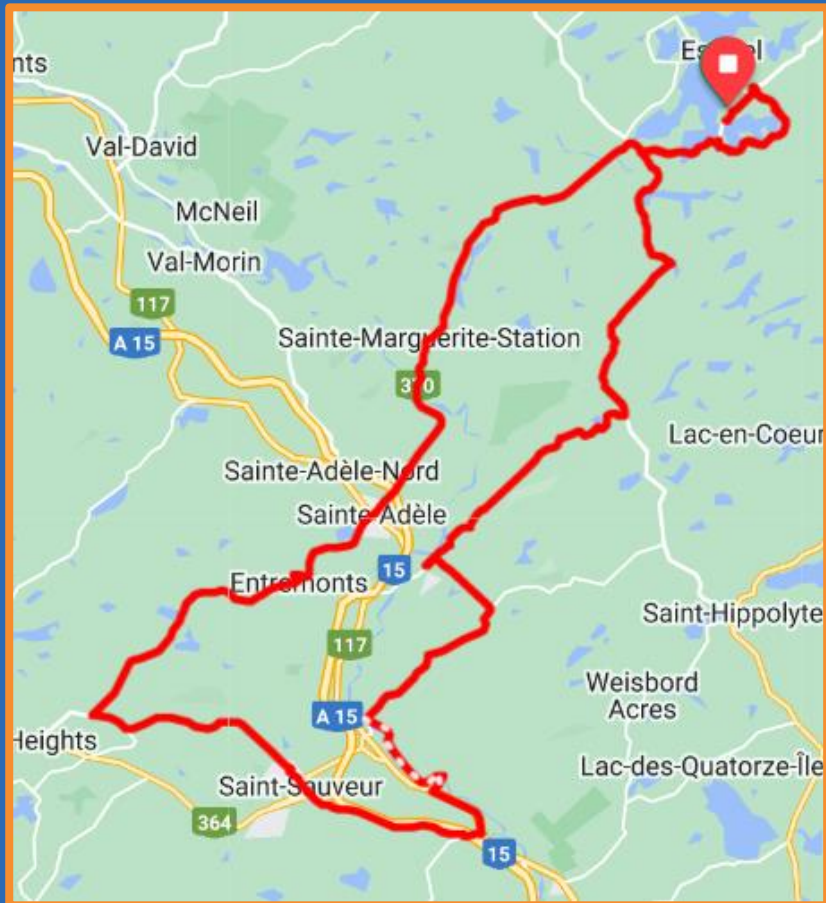 nts
Val-David
McNeil
Val-Morin
117
A 15
Sainte-Marguerite-Station
Lac-en-Coeur
Sainte-Adèle-Nord
Sainte-Adèle
15
Entremonts
Saint-Hippolyte
117
Weisbord
Acres
A 15
Heights
Lac-des-Quatorze-Île
Saint-Sauveur
364
15